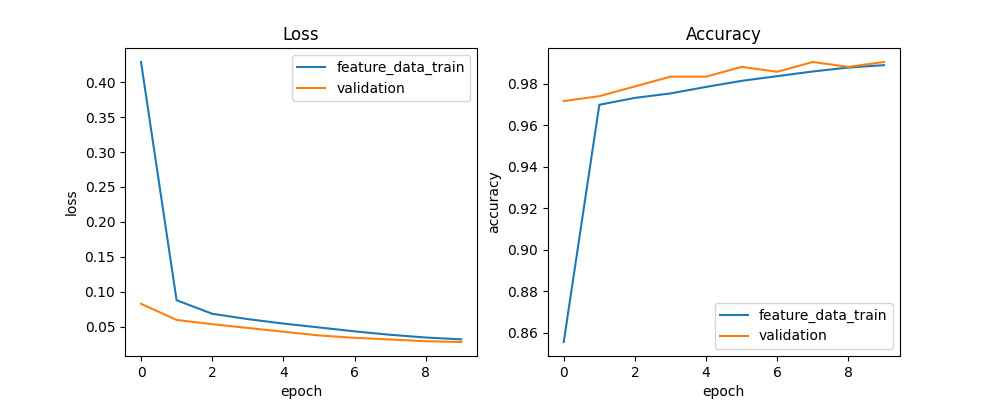 Loss
0.40
0.35
0.30
0.25
0.20
0.15
0.10
0.05
loss
0
2
4
6
8
epoch
feature_data_train
validation
Accuracy
0.98
0.96
0.94
0.92
0.90
0.88
0.86
accuracy
0
2
4
6
8
epoch
feature_data_train
validation